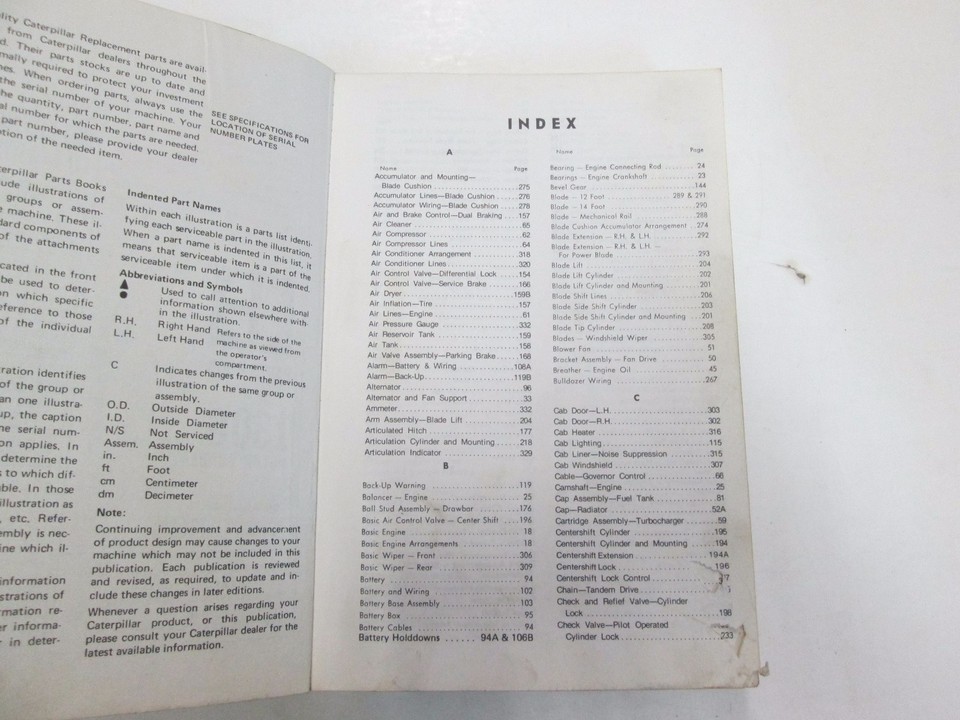 lity Caterpillar Replacement parts are avail-
from Caterpillar dealers throughout the
d. Their parts stocks are up to date and
mally required to protect your investment
nes. When ordering parts, always use the
the serial number of your machine. Your
he quantity, part number, part name and
al number for which the parts are needed.
part number, please provide your dealer
tion of the needed item.
erpillar Parts Books
ude illustrations of
groups or assem-
e machine. These il-
dard components of
of the attachments
cated in the front
be used to deter-
on which specific
eference to those
of the individual
ration identifies
of the group or
an one illustra-
up, the caption
he serial num-
on applies. In
determine the
s to which dif-
ble. In those
illustration as
, etc. Refer-
embly is nec-
ine which il-
information
strations of
mation re-
er informa-
r in deter-
SEE SPECIFICATIONS FOR
LOCATION OF SERIAL
NUMBER PLATES
Indented Part Names
Within each illustration is a parts list identi-
fying each serviceable part in the illustration.
When a part name is indented in this list, it
means that serviceable item is a part of the
serviceable item under which it is indented.
Abbreviations and Symbols
▲ ● Used to call attention to additional
information shown elsewhere with-
in the illustration.
R.H. Right Hand
L.H. Left Hand
Refers to the side of the
machine as viewed from
the operator's
compartment.
C Indicates changes from the previous
illustration of the same group or
assembly.
O.D. Outside Diameter
I.D. Inside Diameter
N/S Not Serviced
Assem. Assembly
in. Inch
ft Foot
cm Centimeter
dm Decimeter
Note:
Continuing improvement and advancement
of product design may cause changes to your
machine which may not be included in this
publication. Each publication is reviewed
and revised, as required, to update and in-
clude these changes in later editions.
Whenever a question arises regarding your
Caterpillar product, or this publication,
please consult your Caterpillar dealer for the
latest available information.
INDEX
A
Name Page
Accumulator and Mounting—
Blade Cushion 275
Accumulator Lines—Blade Cushion 276
Accumulator Wiring—Blade Cushion 278
Air and Brake Control—Dual Braking 157
Air Cleaner 65
Air Compressor 62
Air Compressor Lines 64
Air Conditioner Arrangement 318
Air Conditioner Lines 320
Air Control Valve—Differential Lock 154
Air Control Valve—Service Brake 166
Air Dryer 159B
Air Inflation—Tire 157
Air Lines—Engine 61
Air Pressure Gauge 332
Air Reservoir Tank 159
Air Tank 158
Air Valve Assembly—Parking Brake 168
Alarm—Battery & Wiring 106A
Alarm—Back-Up 119B
Alternator 96
Alternator and Fan Support 33
Ammeter 332
Arm Assembly—Blade Lift 204
Articulated Hitch 177
Articulation Cylinder and Mounting 218
Articulation Indicator 329
B
Back-Up Warning 119
Balancer — Engine 25
Ball Stud Assembly — Drawbar 176
Basic Air Control Valve — Center Shift 196
Basic Engine 18
Basic Engine Arrangements 18
Basic Wiper — Front 306
Basic Wiper — Rear 309
Battery 94
Battery and Wiring 102
Battery Base Assembly 103
Battery Box 95
Battery Cables 94
Battery Holddowns 94A & 106B
Name Page
Bearing — Engine Connecting Rod 24
Bearings — Engine Crankshaft 23
Bevel Gear 144
Blade — 12 Foot 289 & 291
Blade — 14 Foot 290
Blade — Mechanical Rail 288
Blade Cushion Accumulator Arrangement 274
Blade Extension — R.H. & L.H. 292
Blade Extension — R.H. & L.H. —
For Power Blade 293
Blade Lift 204
Blade Lift Cylinder 202
Blade Lift Cylinder and Mounting 201
Blade Shift Lines 206
Blade Side Shift Cylinder 203
Blade Side Shift Cylinder and Mounting 201
Blade Tip Cylinder 208
Blades — Windshield Wiper 305
Blower Fan 51
Bracket Assembly — Fan Drive 50
Breather — Engine Oil 45
Bulldozer Wiring 267
C
Cab Door—L.H. 303
Cab Door—R.H. 302
Cab Heater 316
Cab Lighting 115
Cab Liner—Noise Suppression 315
Cab Windshield 307
Cable—Governor Control 66
Camshaft—Engine 25
Cap Assembly—Fuel Tank 81
Cap—Radiator 52A
Cartridge Assembly—Turbocharger 59
Centershift Cylinder 195
Centershift Cylinder and Mounting 194
Centershift Extension 194A
Centershift Lock 196
Centershift Lock Control
Chain—Tandem Drive
Check and Relief Valve—Cylinder
Lock 198
Check Valve—Pilot Operated
Cylinder Lock 233